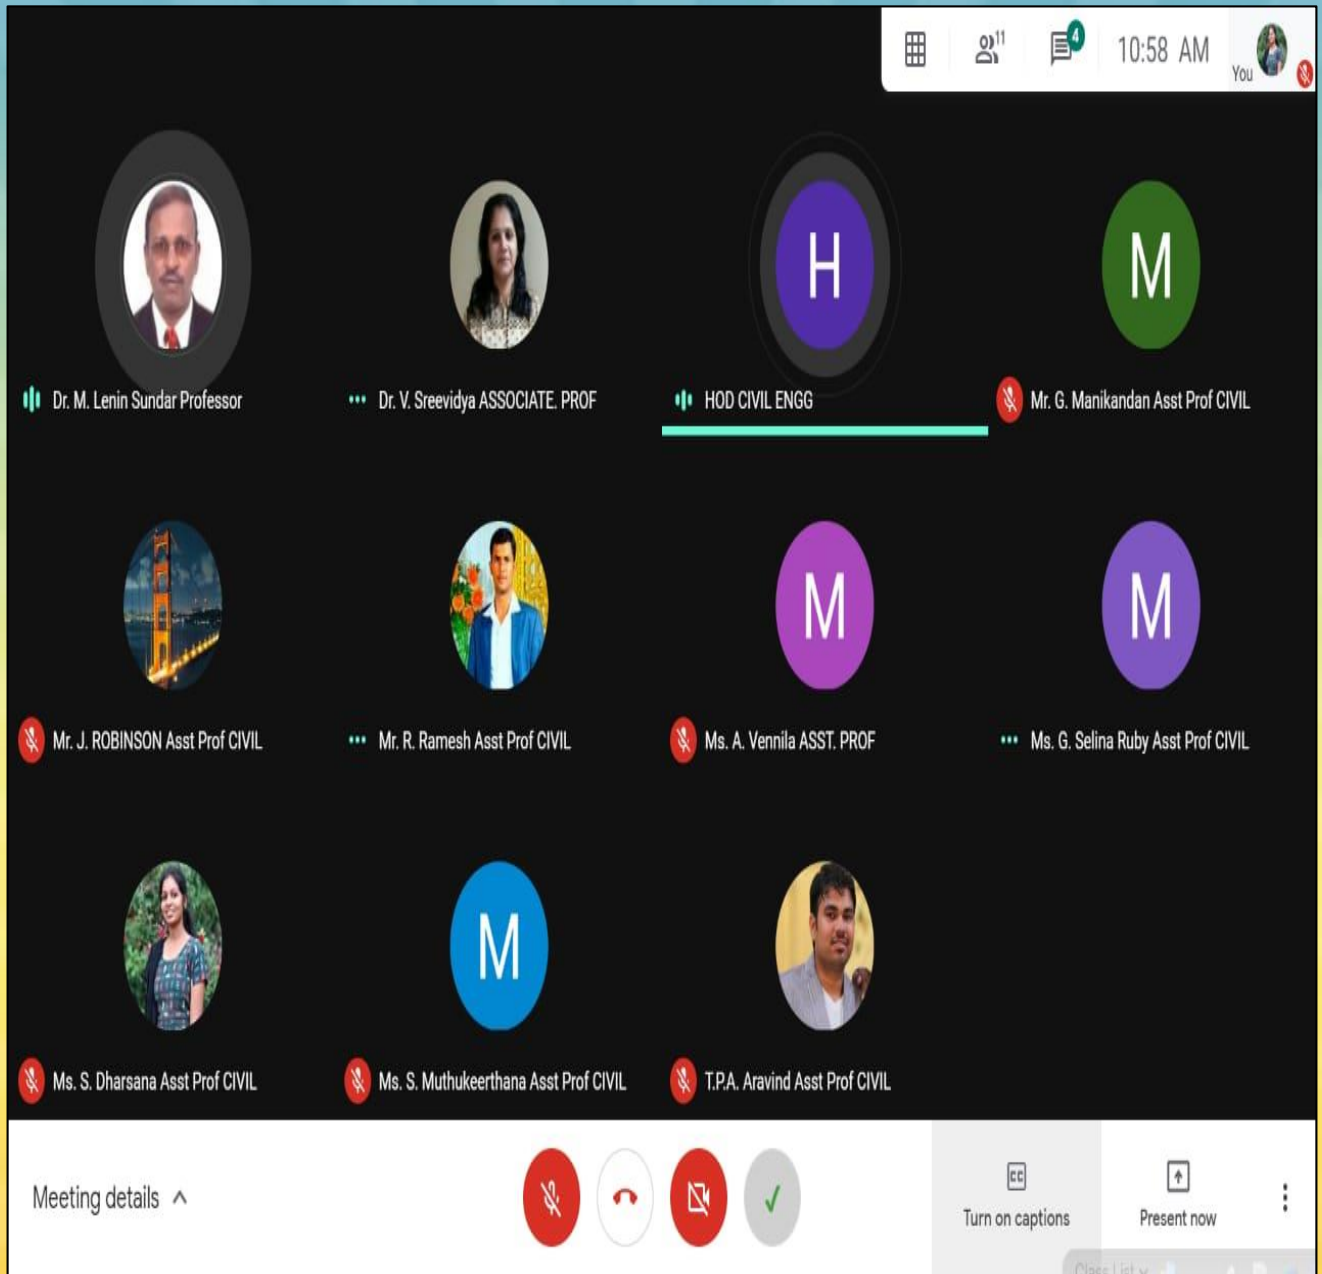 11
4
10:58 AM
You
H
M
Dr. M. Lenin Sundar Professor
Dr. V. Sreevidya ASSOCIATE. PROF
HOD CIVIL ENGG
Mr. G. Manikandan Asst Prof CIVIL
M
M
Mr. J. ROBINSON Asst Prof CIVIL
Mr. R. Ramesh Asst Prof CIVIL
Ms. A. Vennila ASST. PROF
Ms. G. Selina Ruby Asst Prof CIVIL
M
Ms. S. Dharsana Asst Prof CIVIL
Ms. S. Muthukeerthana Asst Prof CIVIL
T.P.A. Aravind Asst Prof CIVIL
Meeting details
CC
Turn on captions
Present now
Class List